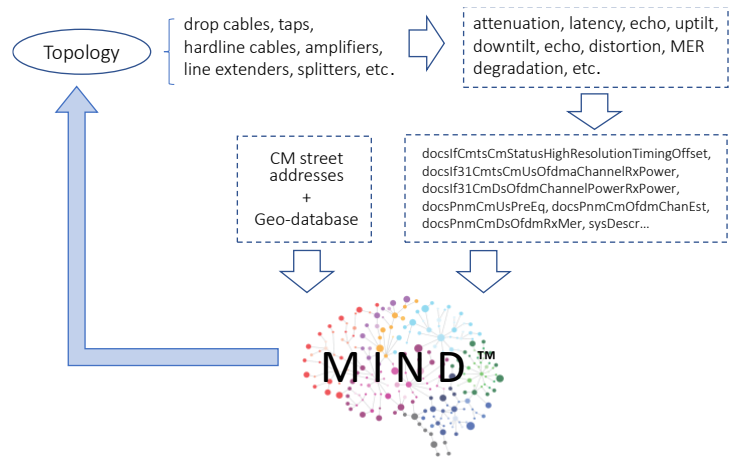 Topology
drop cables, taps,
hardline cables, amplifiers,
line extenders, splitters, etc.
attenuation, latency, echo, uptilt,
downtilt, echo, distortion, MER
degradation, etc.
CM street
addresses
+
Geo-database
docsIfCmtsCmStatusHighResolutionTimingOffset,
docsIf31CmtsCmUsOfdmaChannelRxPower,
docsIf31CmDsOfdmChannelPowerRxPower,
docsPnmCmUsPreEq, docsPnmCmOfdmChanEst,
docsPnmCmDsOfdmRxMer, sysDescr...
MIND™